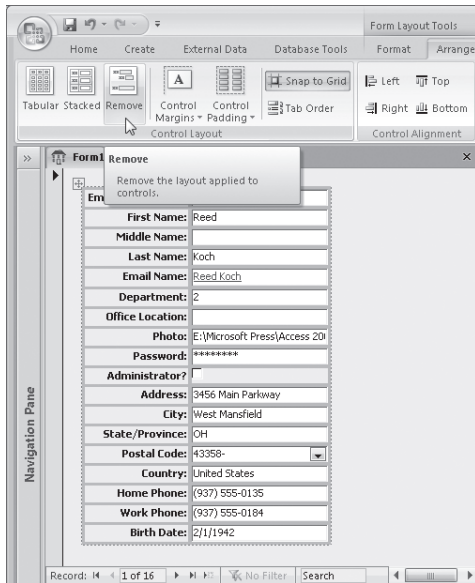 Form Layout Tools
Home Create External Data Database Tools Format Arrange
Tabular Stacked Remove Control Margins Control Padding Snap to Grid Tab Order Left Top Right Bottom
Control Layout Control Alignment
Form1
Remove
Remove the layout applied to controls.
Em
First Name: Reed
Middle Name:
Last Name: Koch
Email Name: Reed Koch
Department: 2
Office Location:
Photo: E:\Microsoft Press\Access 20
Password: ********
Administrator?
Address: 3456 Main Parkway
City: West Mansfield
State/Province: OH
Postal Code: 43358-
Country: United States
Home Phone: (937) 555-0135
Work Phone: (937) 555-0184
Birth Date: 2/1/1942
Navigation Pane
Record: 1 of 16 No Filter Search